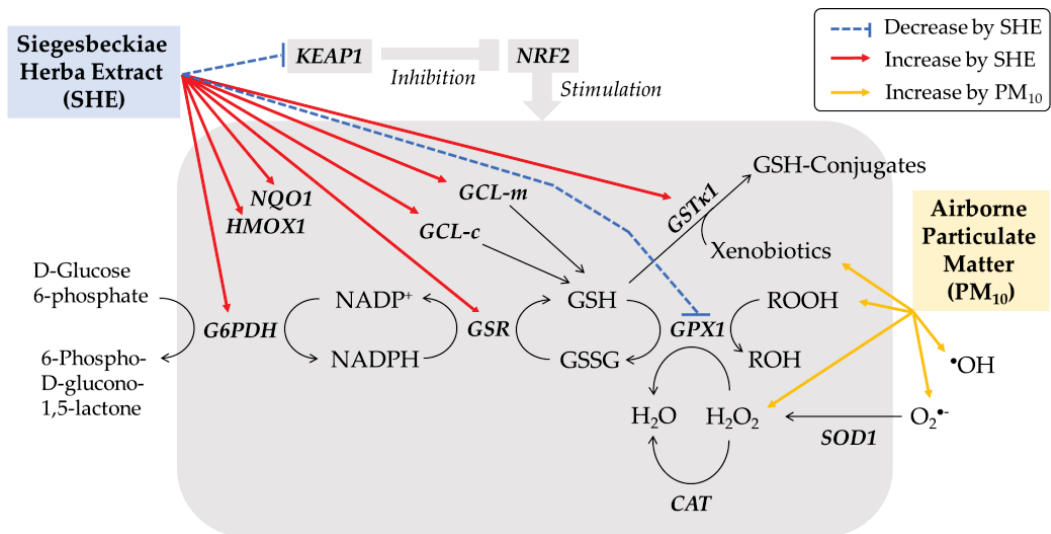 Siegesbeckiae
Herba Extract
(SHE)
KEAP1
Inhibition
NRF2
Stimulation
Decrease by SHE
Increase by SHE
Increase by PM₁₀
GSH-Conjugates
NQO1
HMOX1
GCL-m
GCL-c
GSTκ1
Xenobiotics
Airborne
Particulate
Matter
(PM₁₀)
D-Glucose
6-phosphate
G6PDH
NADP⁺
NADPH
GSR
GSH
GSSG
GPX1
ROOH
ROH
6-Phospho-
D-glucono-
1,5-lactone
•OH
H₂O
H₂O₂
SOD1
O₂•-
CAT